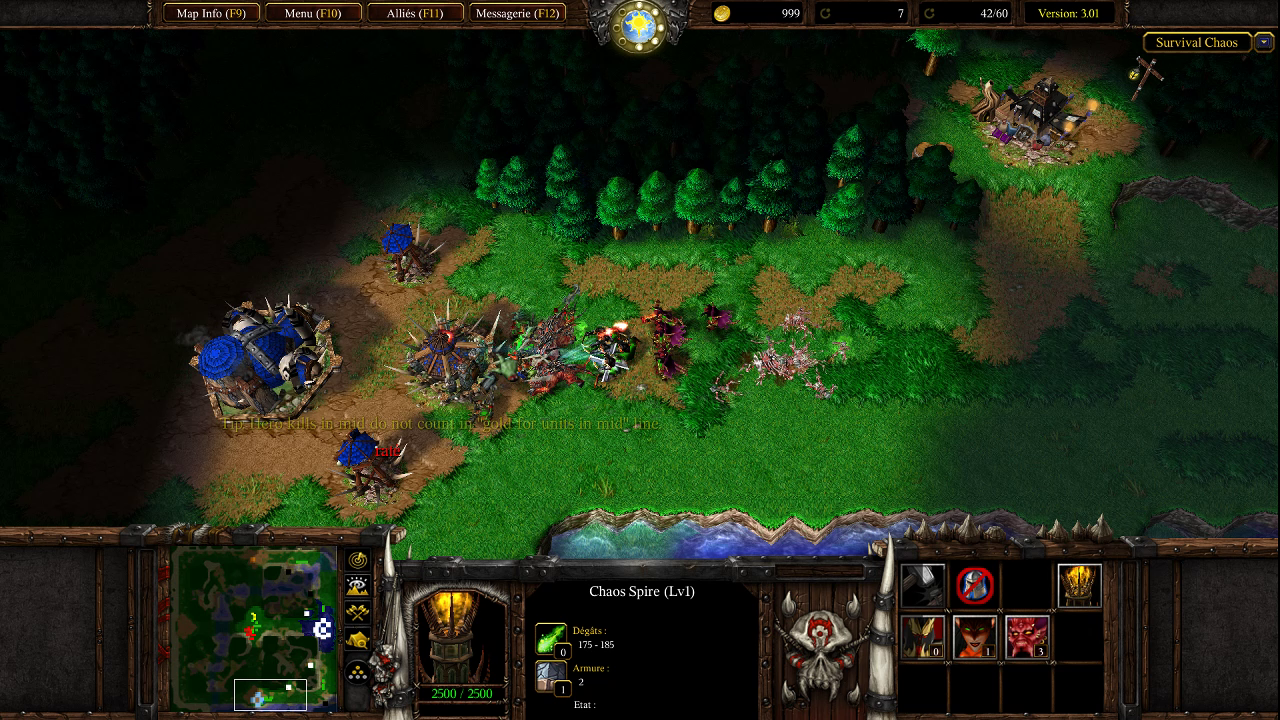 Map Info (F9)
Menu (F10)
Alliés (F11)
Messagerie (F12)
999
7
42/60
Version: 3.01
Survival Chaos
Tip: Hero kills in mid do not count in "gold for units in mid" line.
raté
Chaos Spire (Lv1)
Dégâts :
175 - 185
0
Armure :
2
1
Etat :
2500 / 2500
0
1
3